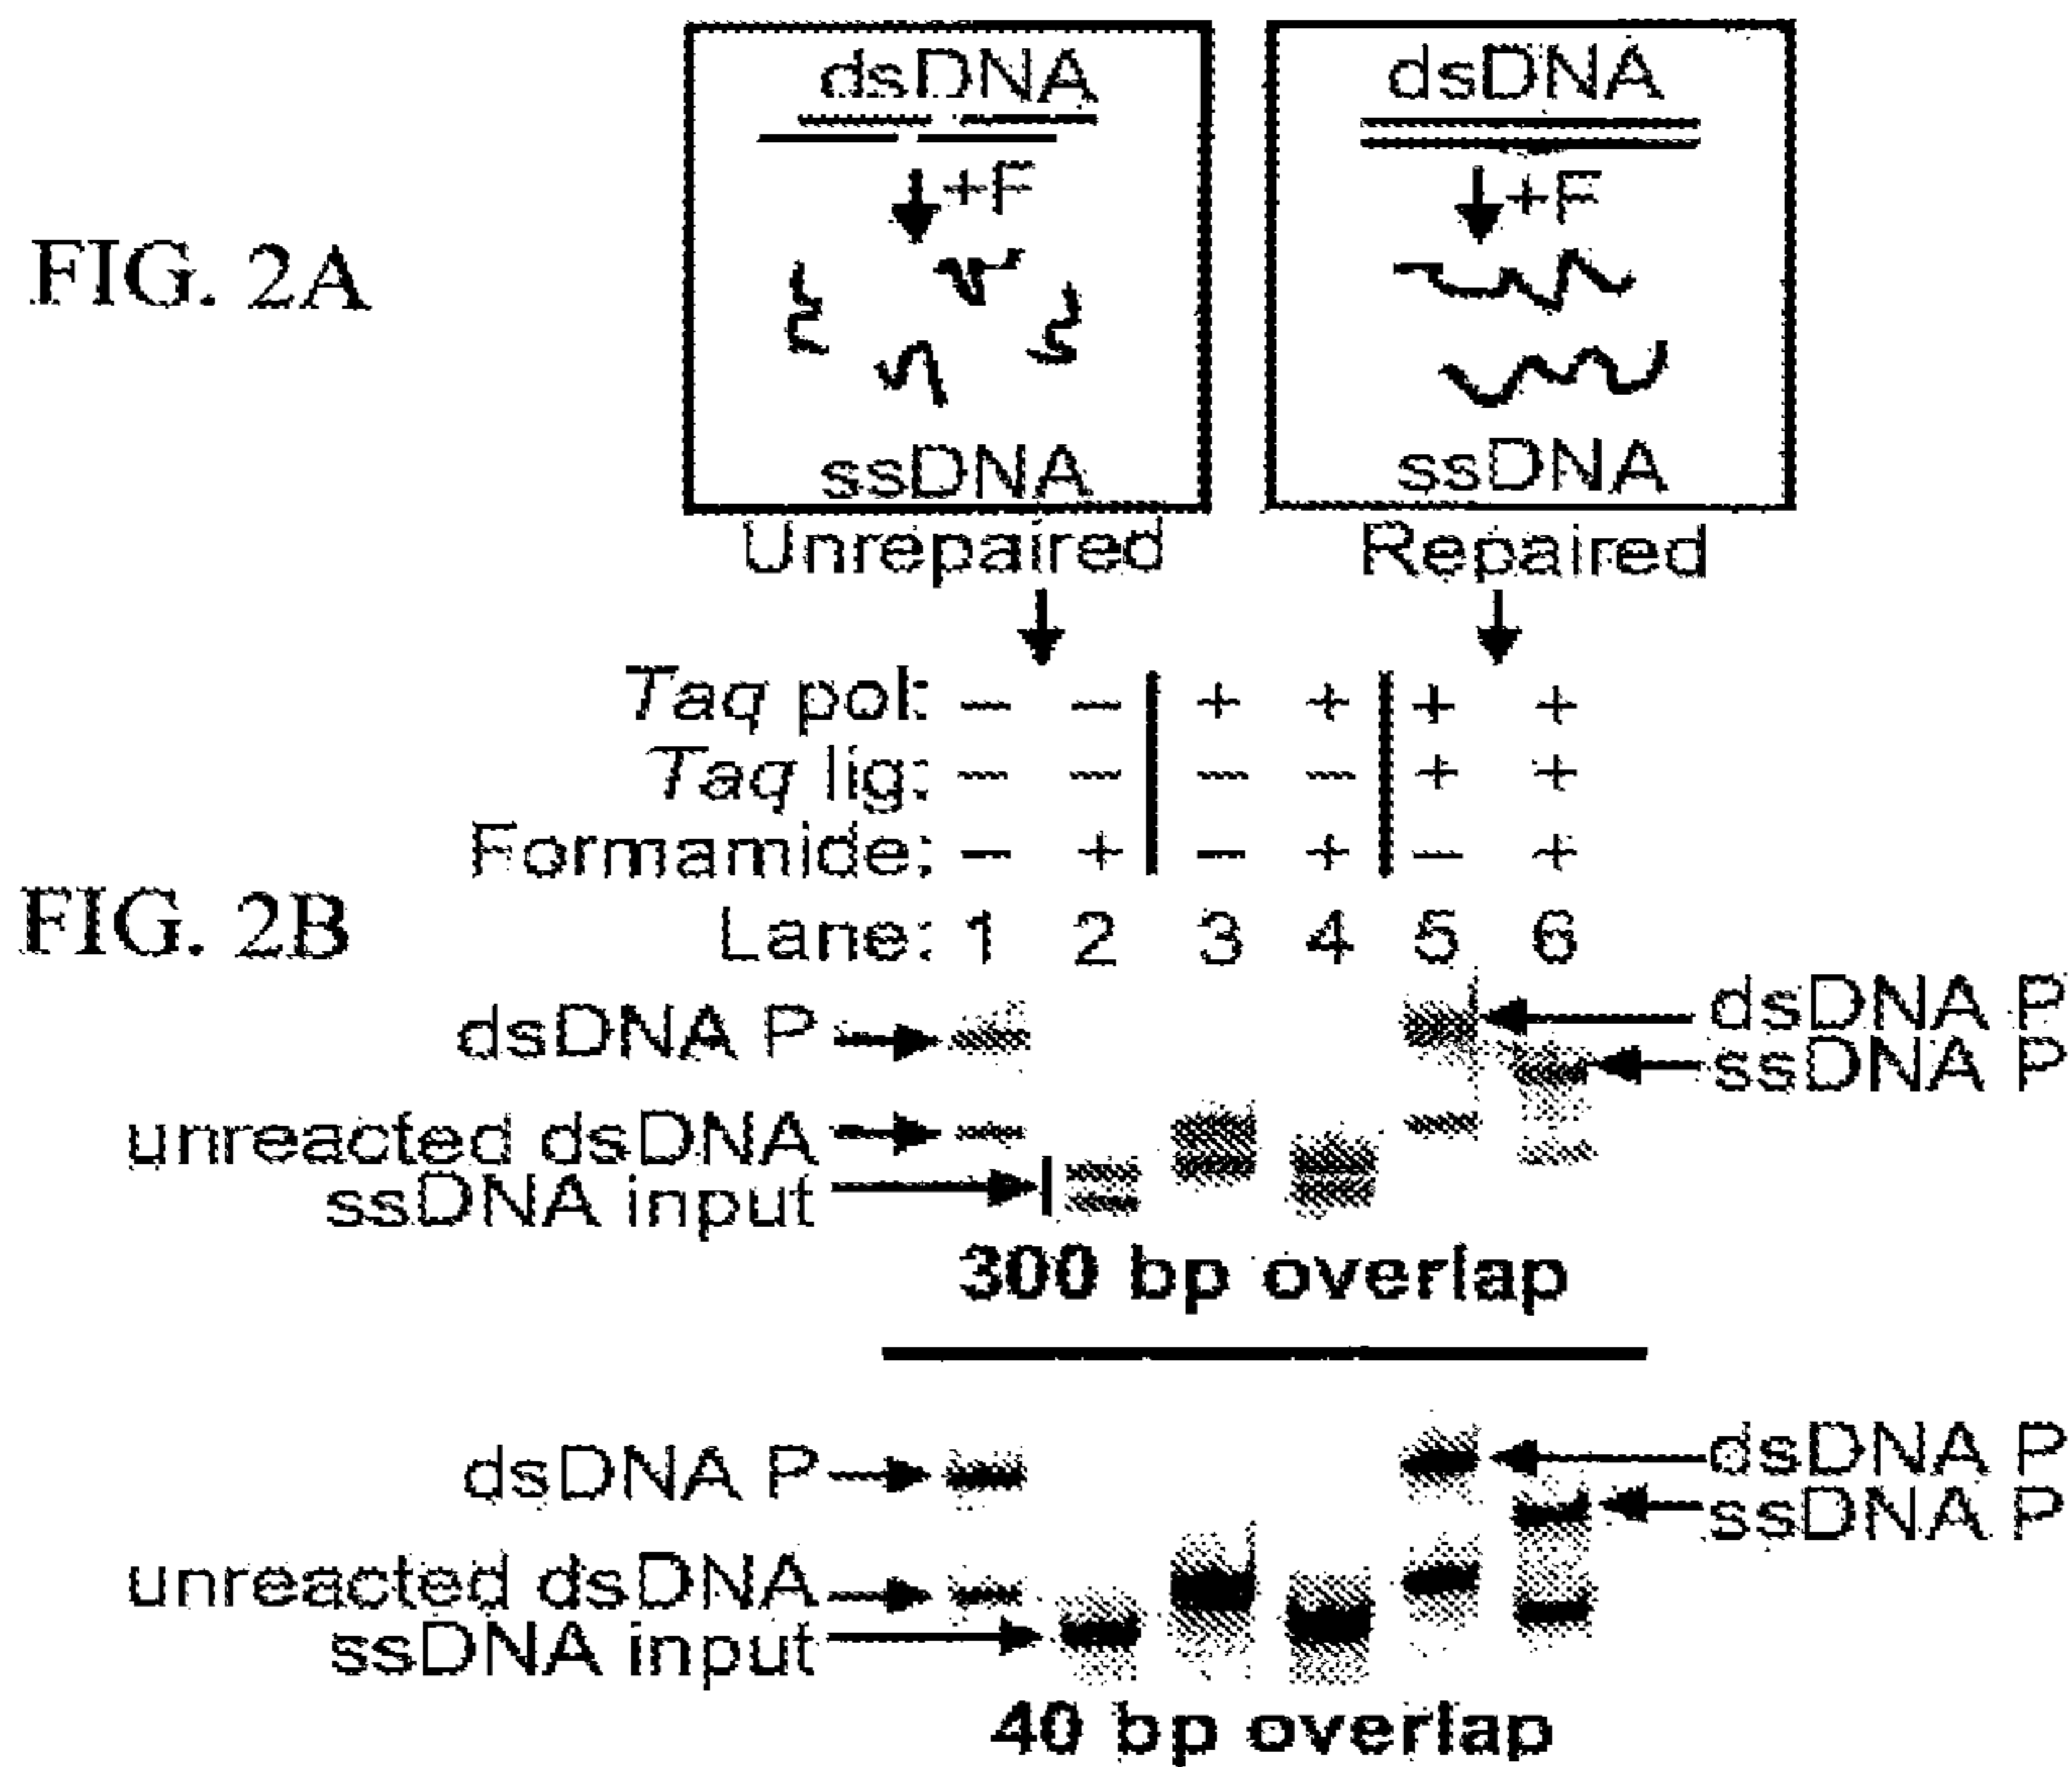 dsDNA dsDNA
+F +F
FIG. 2A
ssDNA ssDNA
Unrepaired Repaired
Taq pol: − − + + + +
Taq lig: − − − − + +
Formamide: − + − + − +
FIG. 2B
Lane: 1 2 3 4 5 6
dsDNA P dsDNA P
ssDNA P
unreacted dsDNA
ssDNA input
300 bp overlap
dsDNA P dsDNA P
ssDNA P
unreacted dsDNA
ssDNA input
40 bp overlap